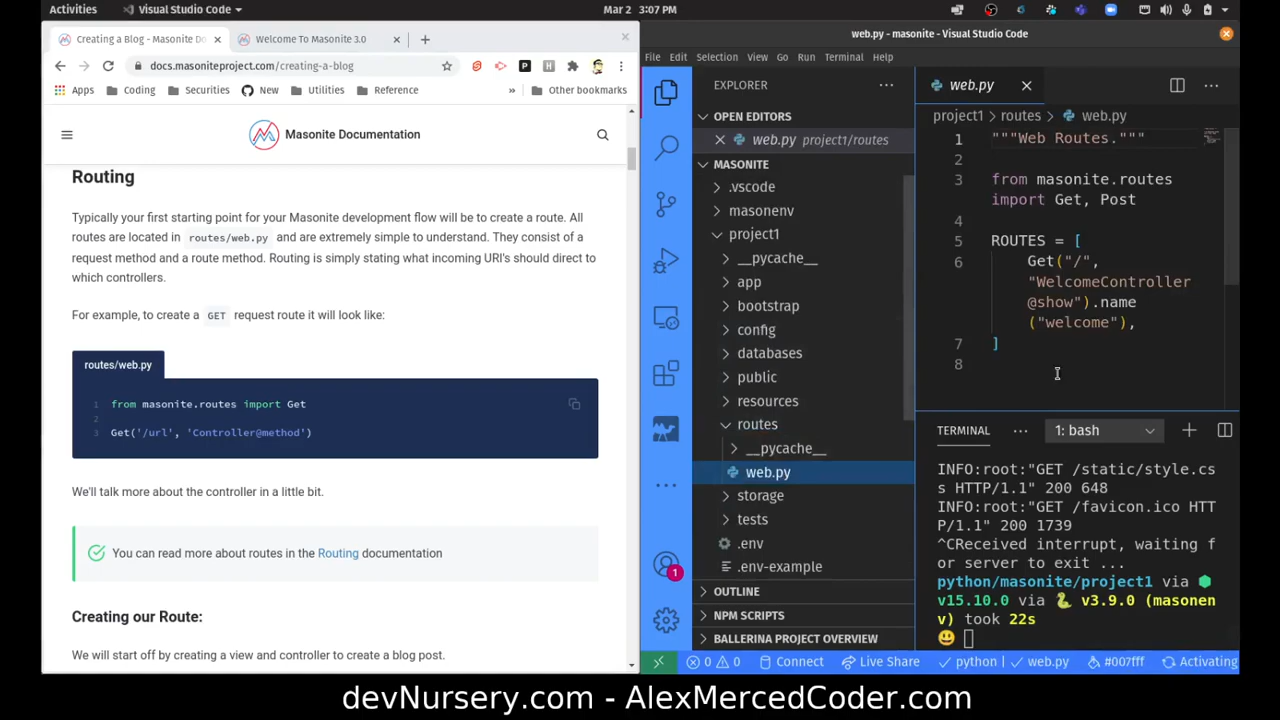 Activities
Visual Studio Code
Mar 2 3:07 PM
Creating a Blog - Masonite Do
Welcome To Masonite 3.0
docs.masoniteproject.com/creating-a-blog
Apps
Coding
Securities
New
Utilities
Reference
»
Other bookmarks
Masonite Documentation
Routing
Typically your first starting point for your Masonite development flow will be to create a route. All
routes are located in routes/web.py and are extremely simple to understand. They consist of a
request method and a route method. Routing is simply stating what incoming URI's should direct to
which controllers.
For example, to create a GET request route it will look like:
routes/web.py
1 from masonite.routes import Get
2
3 Get('/url', 'Controller@method')
We'll talk more about the controller in a little bit.
You can read more about routes in the Routing documentation
Creating our Route:
We will start off by creating a view and controller to create a blog post.
web.py - masonite - Visual Studio Code
File Edit Selection View Go Run Terminal Help
EXPLORER
OPEN EDITORS
web.py project1/routes
MASONITE
.vscode
masonenv
project1
__pycache__
app
bootstrap
config
databases
public
resources
routes
__pycache__
web.py
storage
tests
.env
.env-example
OUTLINE
NPM SCRIPTS
BALLERINA PROJECT OVERVIEW
1
web.py
project1 > routes > web.py
1 """Web Routes."""
2
3 from masonite.routes
import Get, Post
4
5 ROUTES = [
6 Get("/",
"WelcomeController
@show").name
("welcome"),
7 ]
8
TERMINAL
1: bash
INFO:root:"GET /static/style.cs
s HTTP/1.1" 200 648
INFO:root:"GET /favicon.ico HTT
P/1.1" 200 1739
^CReceived interrupt, waiting f
or server to exit ...
python/masonite/project1 via
v15.10.0 via 🐍 v3.9.0 (masonen
v) took 22s
0 0 Connect Live Share python web.py #007fff Activating
devNursery.com - AlexMercedCoder.com